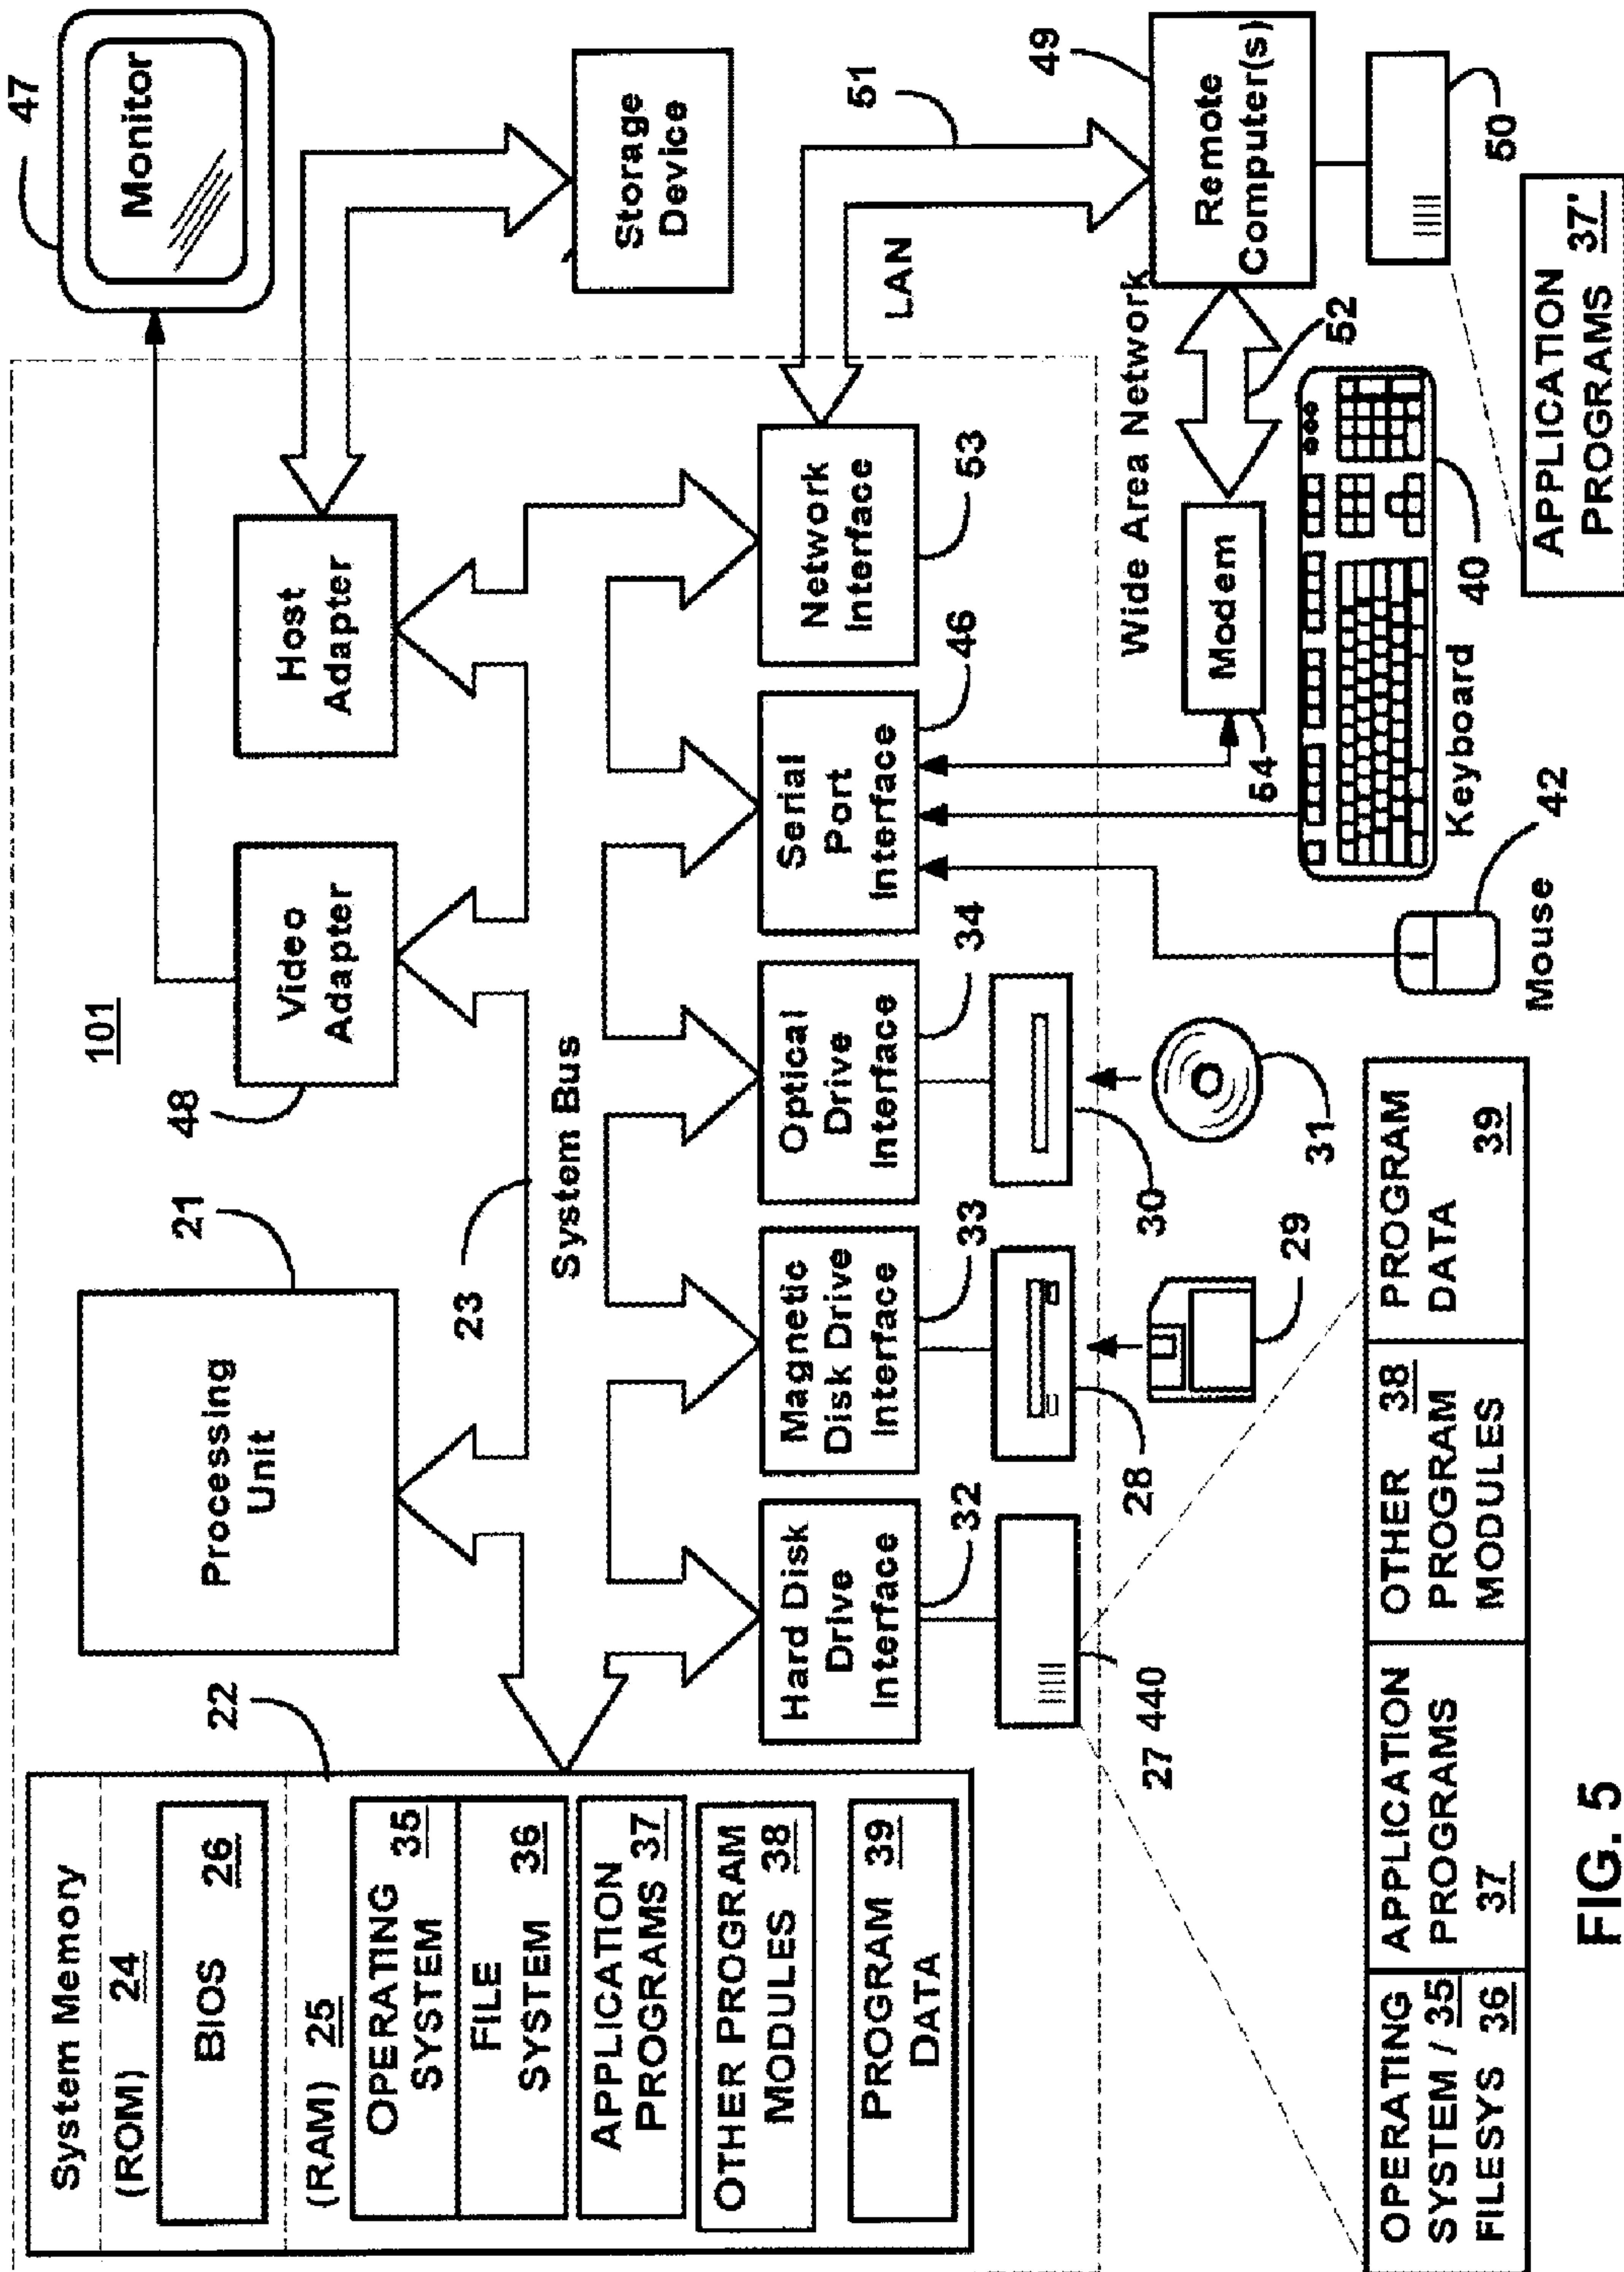 System Memory
(ROM) 24
BIOS 26
(RAM) 25
OPERATING
SYSTEM 35
FILE
SYSTEM 36
APPLICATION
PROGRAMS 37
OTHER PROGRAM
MODULES 38
PROGRAM 39
DATA
22
Processing
Unit
21
101
48
Video
Adapter
Host
Adapter
47
Monitor
Storage
Device
23
System Bus
Hard Disk
Drive
Interface
32
Magnetic
Disk Drive
Interface
33
Optical
Drive
Interface
34
Serial
Port
Interface
46
Network
Interface
53
LAN
51
27 440
28
29
30
31
Wide Area Network
Modem
54
52
49
Remote
Computer(s)
50
Mouse
42
Keyboard
40
APPLICATION
PROGRAMS 37'
OPERATING
SYSTEM / 35
FILESYS 36
APPLICATION
PROGRAMS
37
OTHER 38
PROGRAM
MODULES
PROGRAM
DATA 39
FIG. 5